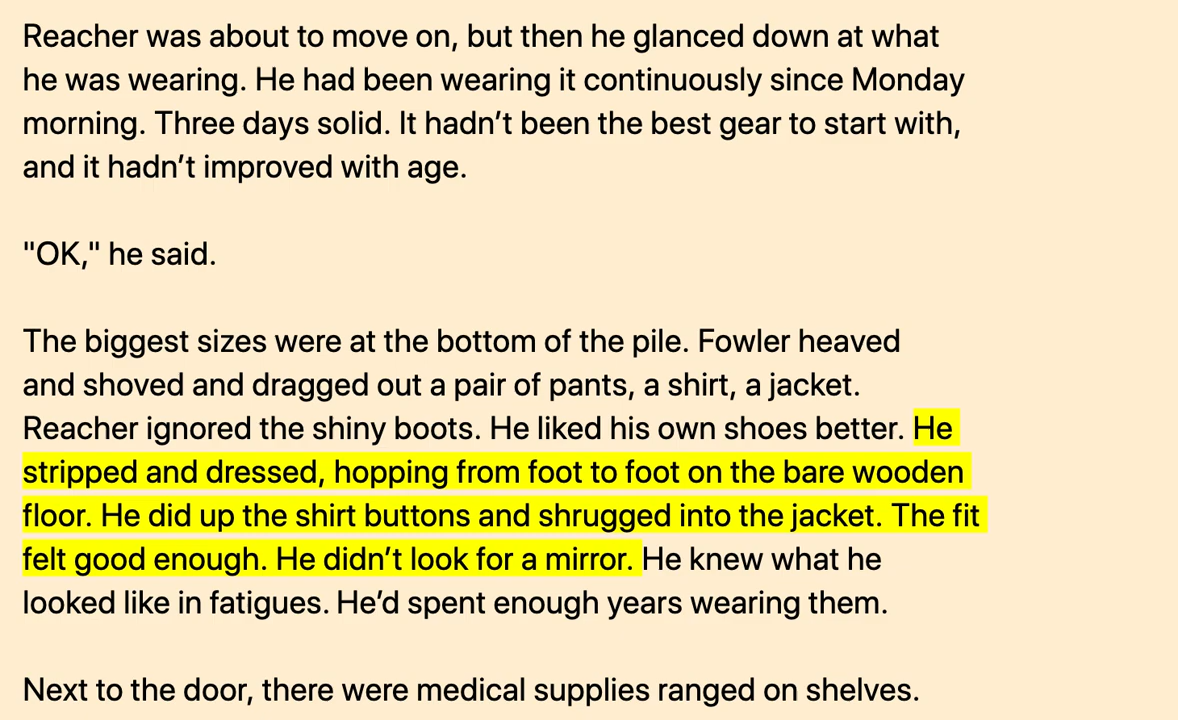 Reacher was about to move on, but then he glanced down at what
he was wearing. He had been wearing it continuously since Monday
morning. Three days solid. It hadn’t been the best gear to start with,
and it hadn’t improved with age.
"OK," he said.
The biggest sizes were at the bottom of the pile. Fowler heaved
and shoved and dragged out a pair of pants, a shirt, a jacket.
Reacher ignored the shiny boots. He liked his own shoes better. He
stripped and dressed, hopping from foot to foot on the bare wooden
floor. He did up the shirt buttons and shrugged into the jacket. The fit
felt good enough. He didn’t look for a mirror. He knew what he
looked like in fatigues. He’d spent enough years wearing them.
Next to the door, there were medical supplies ranged on shelves.